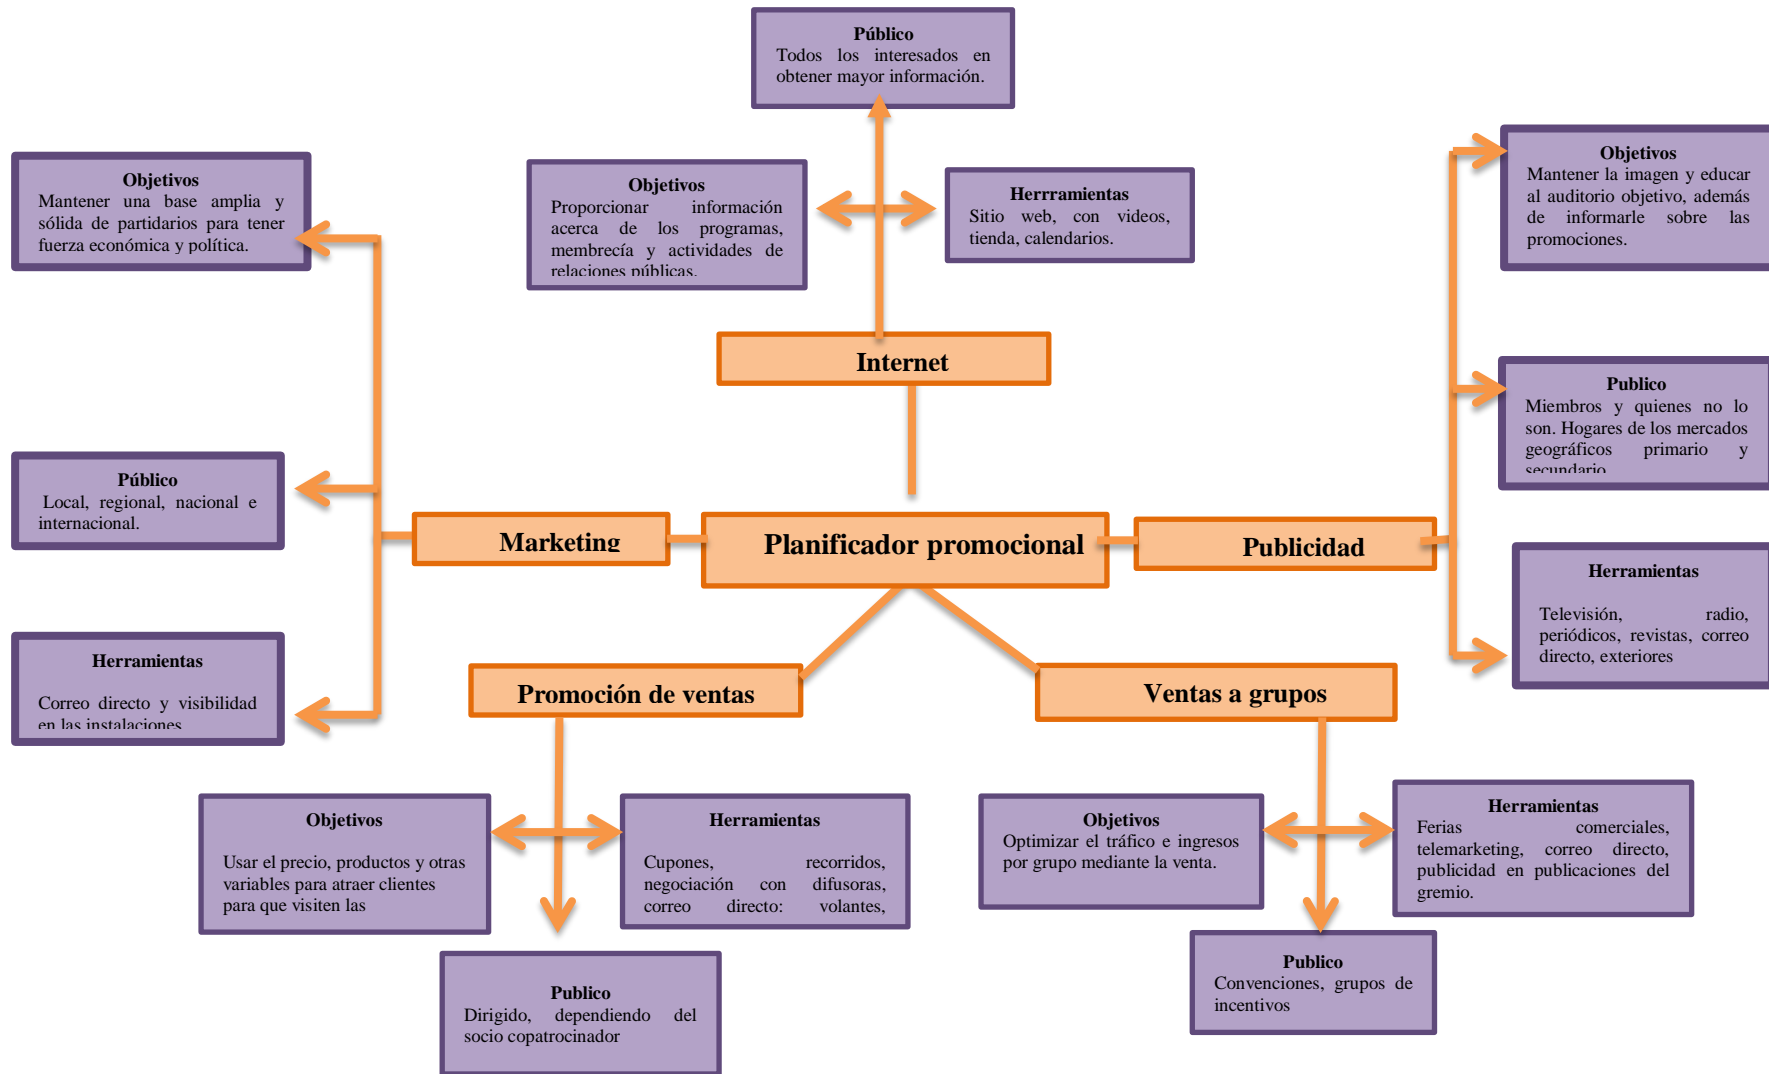 Público
Todos los interesados en
obtener mayor información.
Objetivos
Mantener una base amplia y
sólida de partidarios para tener
fuerza económica y política.
Objetivos
Proporcionar información
acerca de los programas,
membrecía y actividades de
relaciones públicas.
Herrramientas
Sitio web, con videos,
tienda, calendarios.
Objetivos
Mantener la imagen y educar
al auditorio objetivo, además
de informarle sobre las
promociones.
Internet
Publico
Miembros y quienes no lo
son. Hogares de los mercados
geográficos primario y
secundario
Público
Local, regional, nacional e
internacional.
Marketing
Planificador promocional
Publicidad
Herramientas
Televisión, radio,
periódicos, revistas, correo
directo, exteriores
Herramientas
Correo directo y visibilidad
en las instalaciones
Promoción de ventas
Ventas a grupos
Objetivos
Usar el precio, productos y otras
variables para atraer clientes
para que visiten las
Herramientas
Cupones, recorridos,
negociación con difusoras,
correo directo: volantes,
Publico
Dirigido, dependiendo del
socio copatrocinador
Objetivos
Optimizar el tráfico e ingresos
por grupo mediante la venta.
Herramientas
Ferias comerciales,
telemarketing, correo directo,
publicidad en publicaciones del
gremio.
Publico
Convenciones, grupos de
incentivos